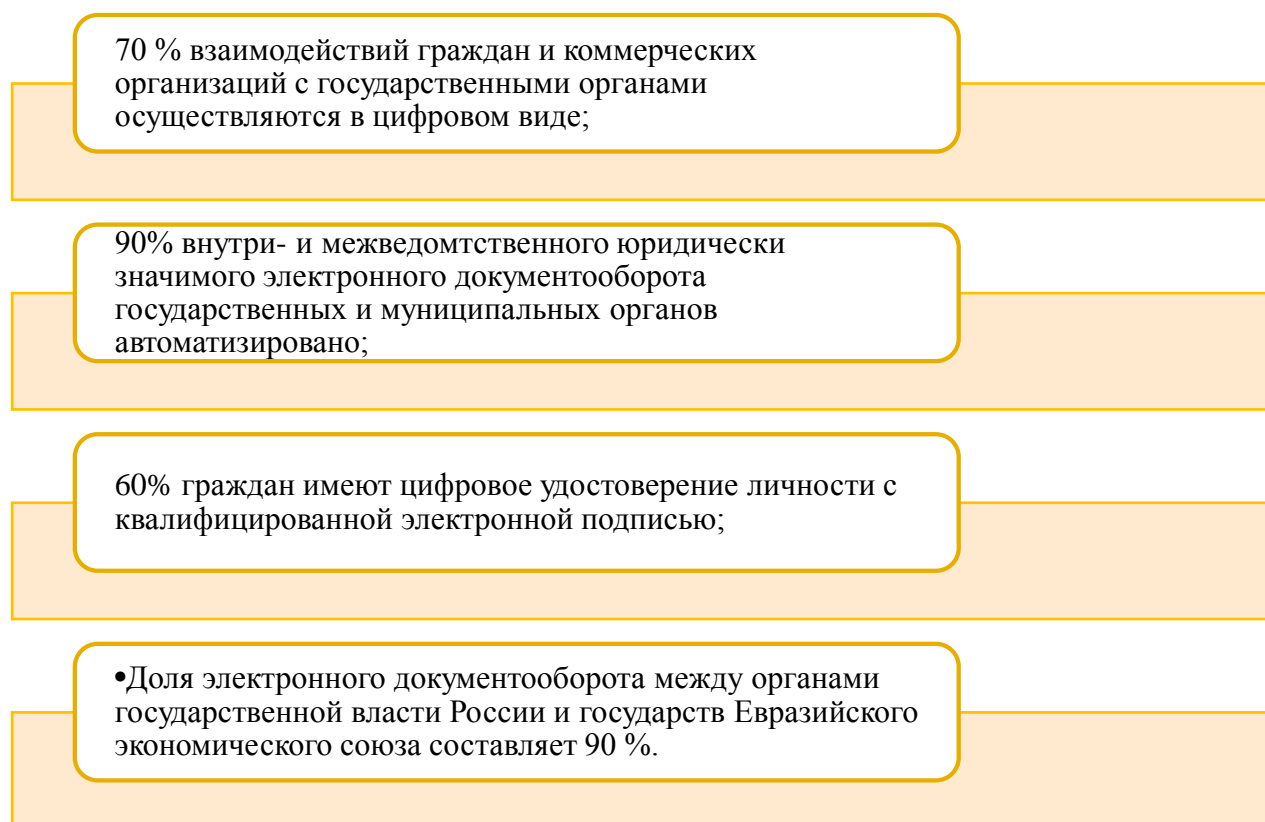 70 % взаимодействий граждан и коммерческих
организаций с государственными органами
осуществляются в цифровом виде;
90% внутри- и межведомтственного юридически
значимого электронного документооборота
государственных и муниципальных органов
автоматизировано;
60% граждан имеют цифровое удостоверение личности с
квалифицированной электронной подписью;
•Доля электронного документооборота между органами
государственной власти России и государств Евразийского
экономического союза составляет 90 %.